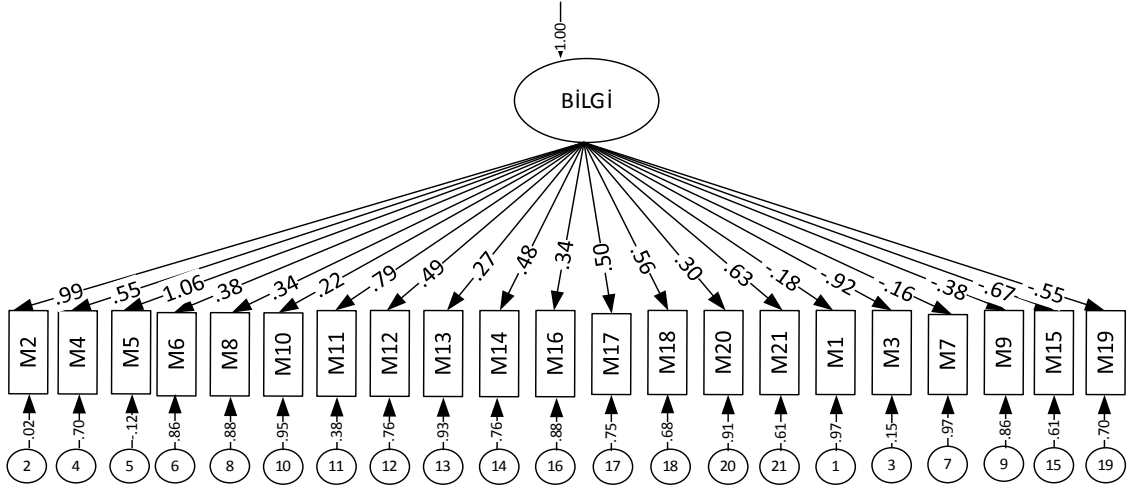 1.00
BİLGİ
.99 .55 1.06 .38 .34 .22 .79 .49 .27 .48 .34 .50 .56 .30 .63 -.18 -.92 -.16 -.38 -.67 -.55
M2 M4 M5 M6 M8 M10 M11 M12 M13 M14 M16 M17 M18 M20 M21 M1 M3 M7 M9 M15 M19
.02 .70 -.12 .86 .88 .95 .38 .76 .93 .76 .88 .75 .68 .91 .61 .97 .15 .97 .86 .61 .70
2 4 5 6 8 10 11 12 13 14 16 17 18 20 21 1 3 7 9 15 19